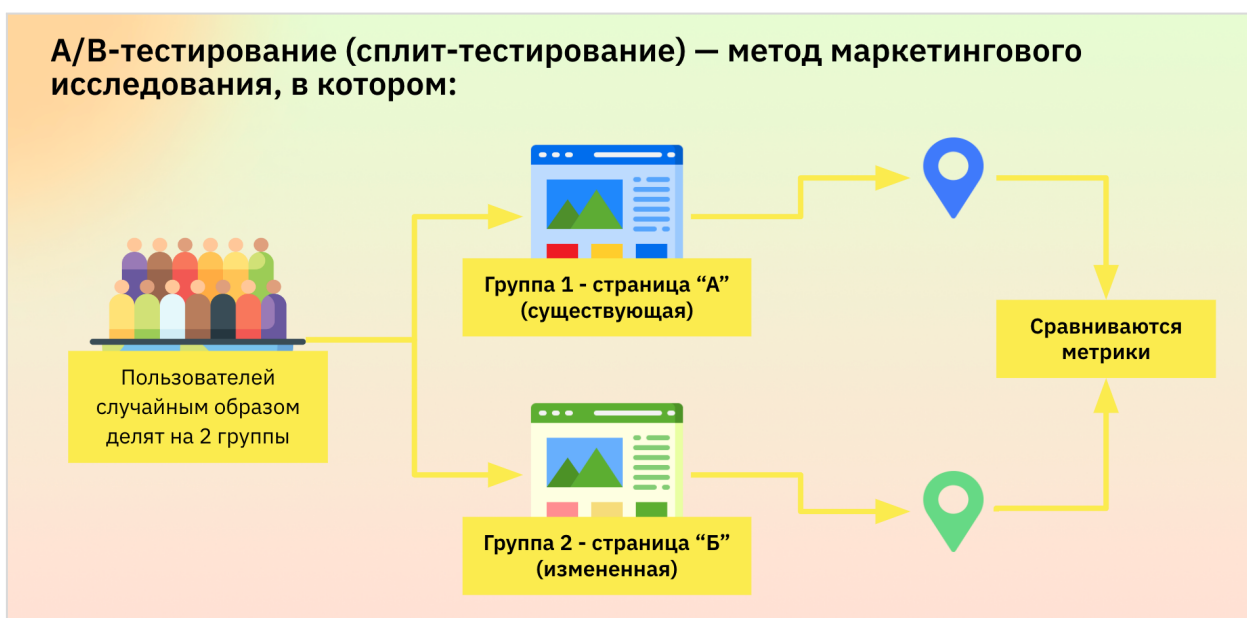 А/В-тестирование (сплит-тестирование) — метод маркетингового
исследования, в котором:
Пользователей
случайным образом
делят на 2 группы
Группа 1 - страница “А”
(существующая)
Группа 2 - страница “Б”
(измененная)
Сравниваются
метрики